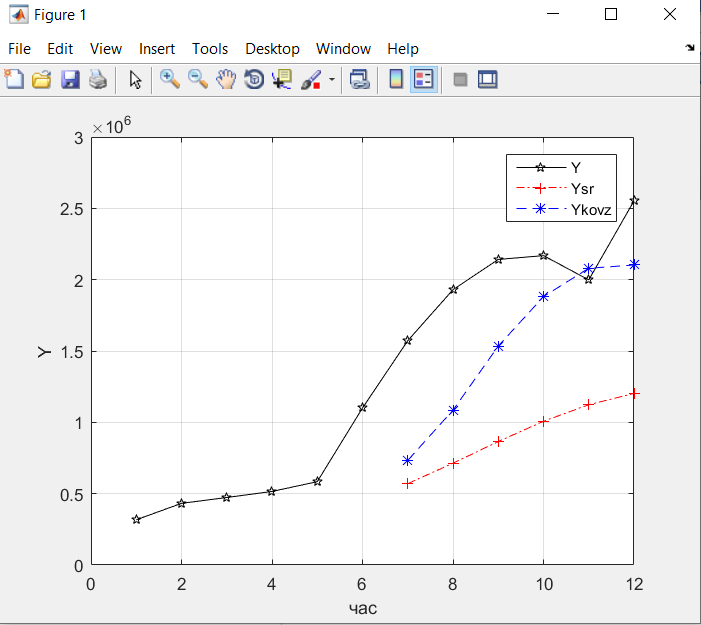 Figure 1
File Edit View Insert Tools Desktop Window Help
×10^6
3
2.5
2
1.5
1
0.5
0
Y
Y
Ysr
Ykovz
0 2 4 6 8 10 12
час